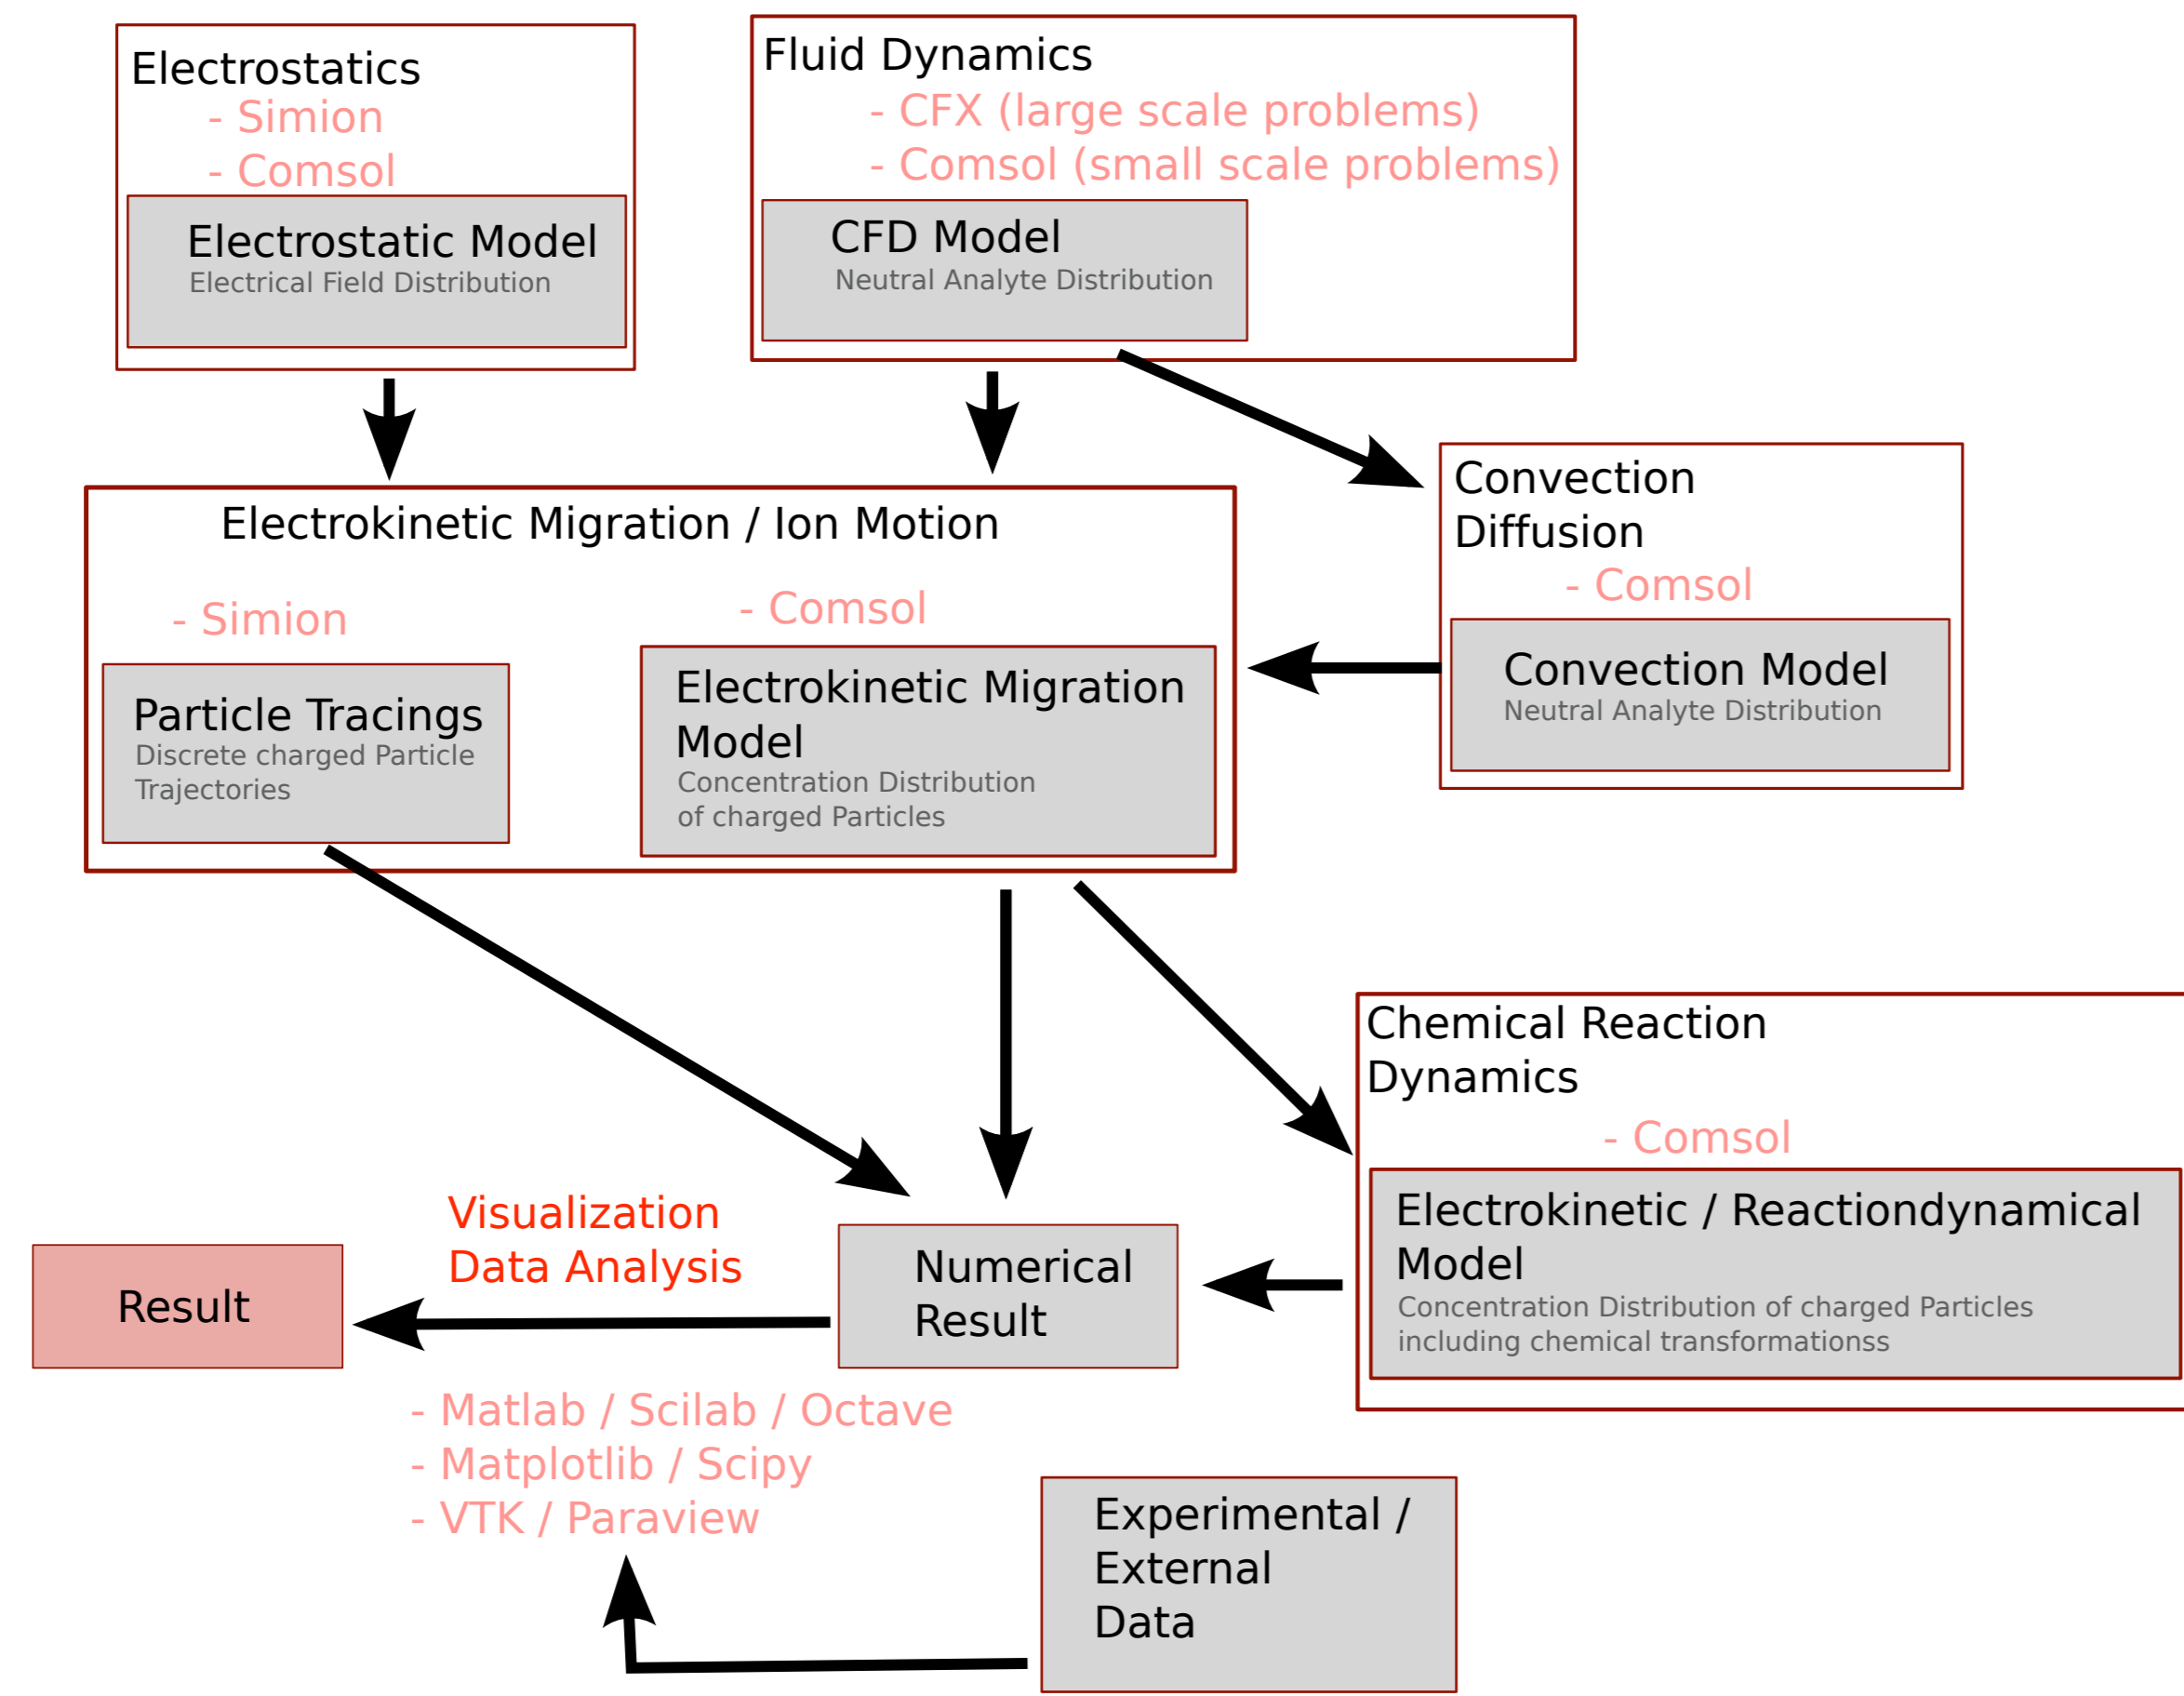 Electrostatics
- Simion
- Comsol
Electrostatic Model
Electrical Field Distribution
Fluid Dynamics
- CFX (large scale problems)
- Comsol (small scale problems)
CFD Model
Neutral Analyte Distribution
Electrokinetic Migration / Ion Motion
- Simion
Particle Tracings
Discrete charged Particle
Trajectories
- Comsol
Electrokinetic Migration
Model
Concentration Distribution
of charged Particles
Convection
Diffusion
- Comsol
Convection Model
Neutral Analyte Distribution
Chemical Reaction
Dynamics
- Comsol
Electrokinetic / Reactiondynamical
Model
Concentration Distribution of charged Particles
including chemical transformationss
Numerical
Result
Visualization
Data Analysis
Result
- Matlab / Scilab / Octave
- Matplotlib / Scipy
- VTK / Paraview
Experimental /
External
Data